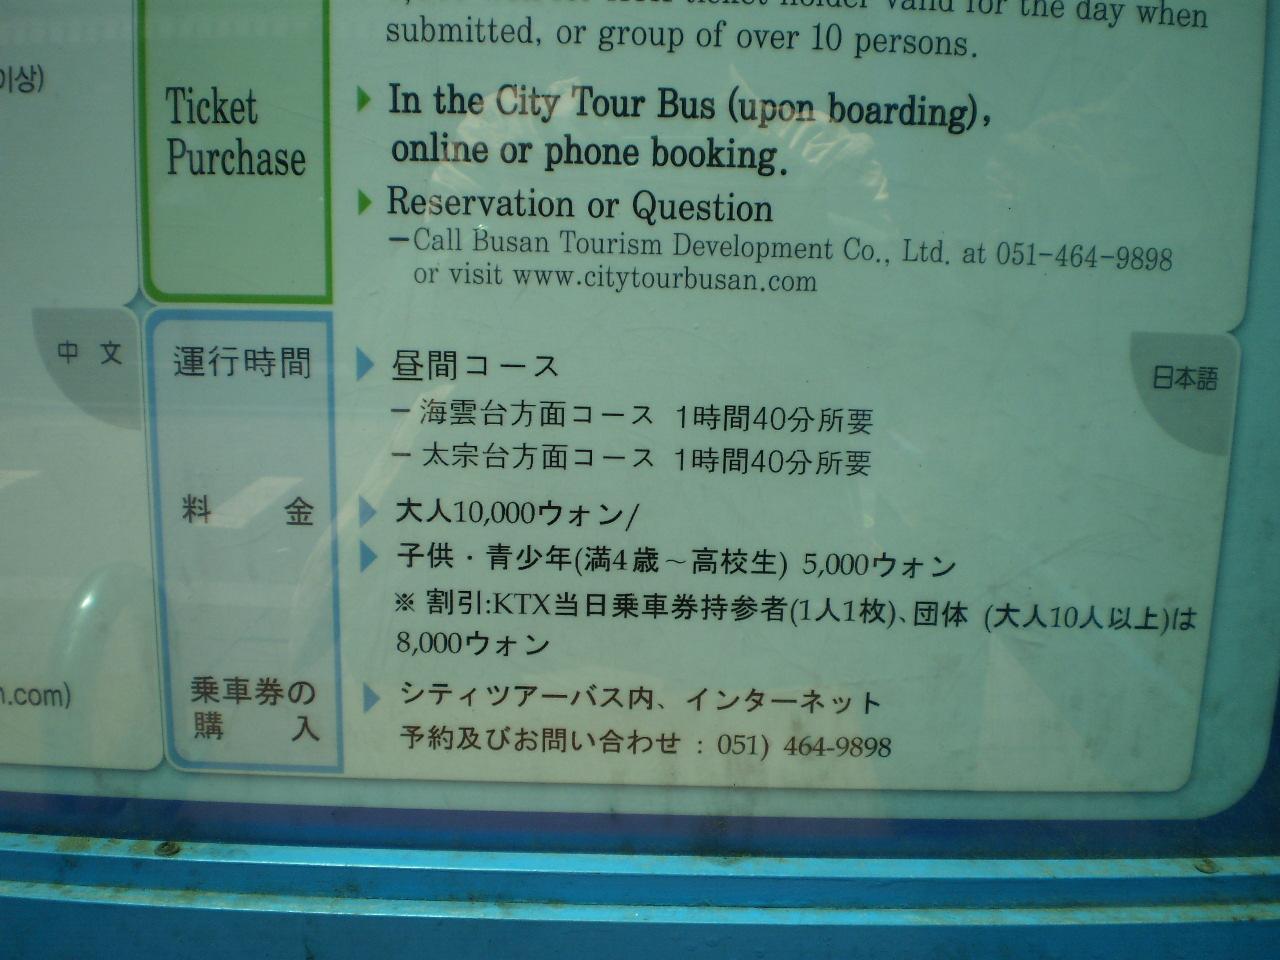 ticket holder valid for the day when
submitted, or group of over 10 persons.
이상)
Ticket
Purchase
In the City Tour Bus (upon boarding),
online or phone booking.
Reservation or Question
-Call Busan Tourism Development Co., Ltd. at 051-464-9898
or visit www.citytourbusan.com
中 文
日本語
運行時間
昼間コース
- 海雲台方面コース 1時間40分所要
- 太宗台方面コース 1時間40分所要
料 金
大人10,000ウォン/
子供・青少年(満4歳~高校生) 5,000ウォン
※ 割引:KTX当日乗車券持参者(1人1枚)、団体 (大人10人以上)は
8,000ウォン
.com)
乗車券の
購 入
シティツアーバス内、インターネット
予約及びお問い合わせ : 051) 464-9898